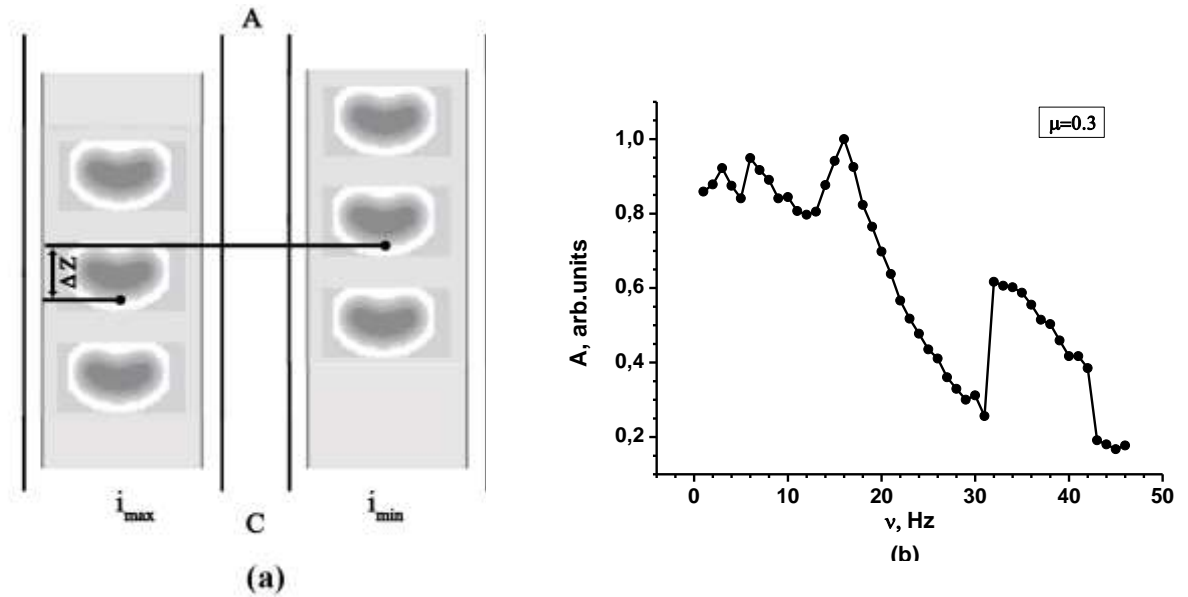 A
ΔZ
i_max
C
i_min
(a)
A, arb.units
1,0
0,8
0,6
0,4
0,2
μ=0.3
0 10 20 30 40 50
ν, Hz
(b)